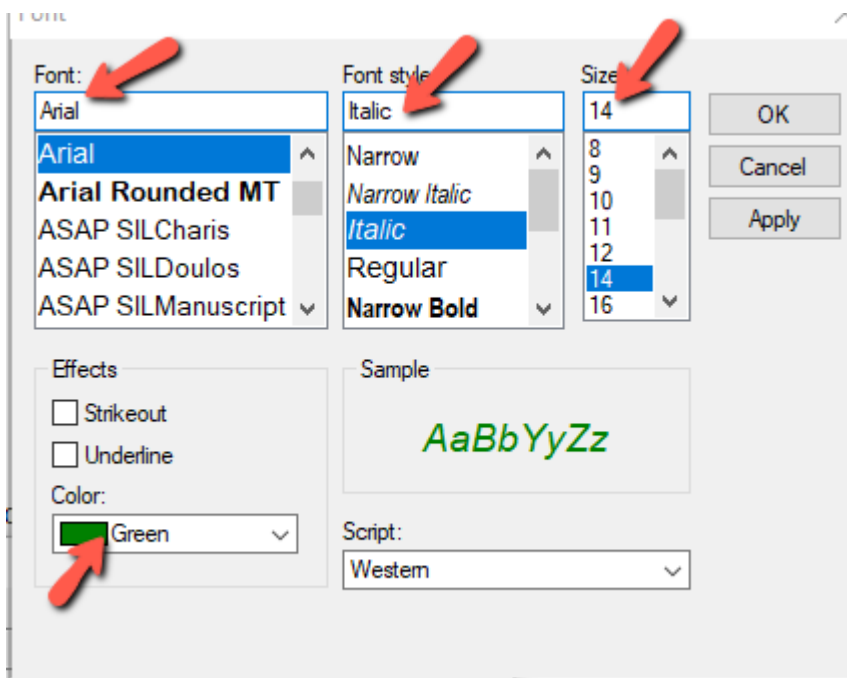 Font
Font:
Arial
Arial
Arial Rounded MT
ASAP SILCharis
ASAP SILDoulos
ASAP SILManuscript
Font style
Italic
Narrow
Narrow Italic
Italic
Regular
Narrow Bold
Size
14
8
9
10
11
12
14
16
OK
Cancel
Apply
Effects
Strikeout
Underline
Color:
Green
Sample
AaBbYyZz
Script:
Western